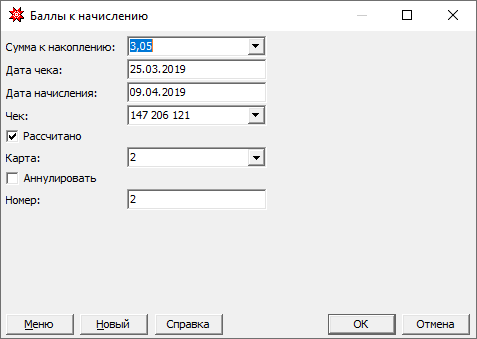 Баллы к начислению
Сумма к накоплению: 3,05
Дата чека: 25.03.2019
Дата начисления: 09.04.2019
Чек: 147 206 121
Рассчитано
Карта: 2
Аннулировать
Номер: 2
Меню Новый Справка ОК Отмена